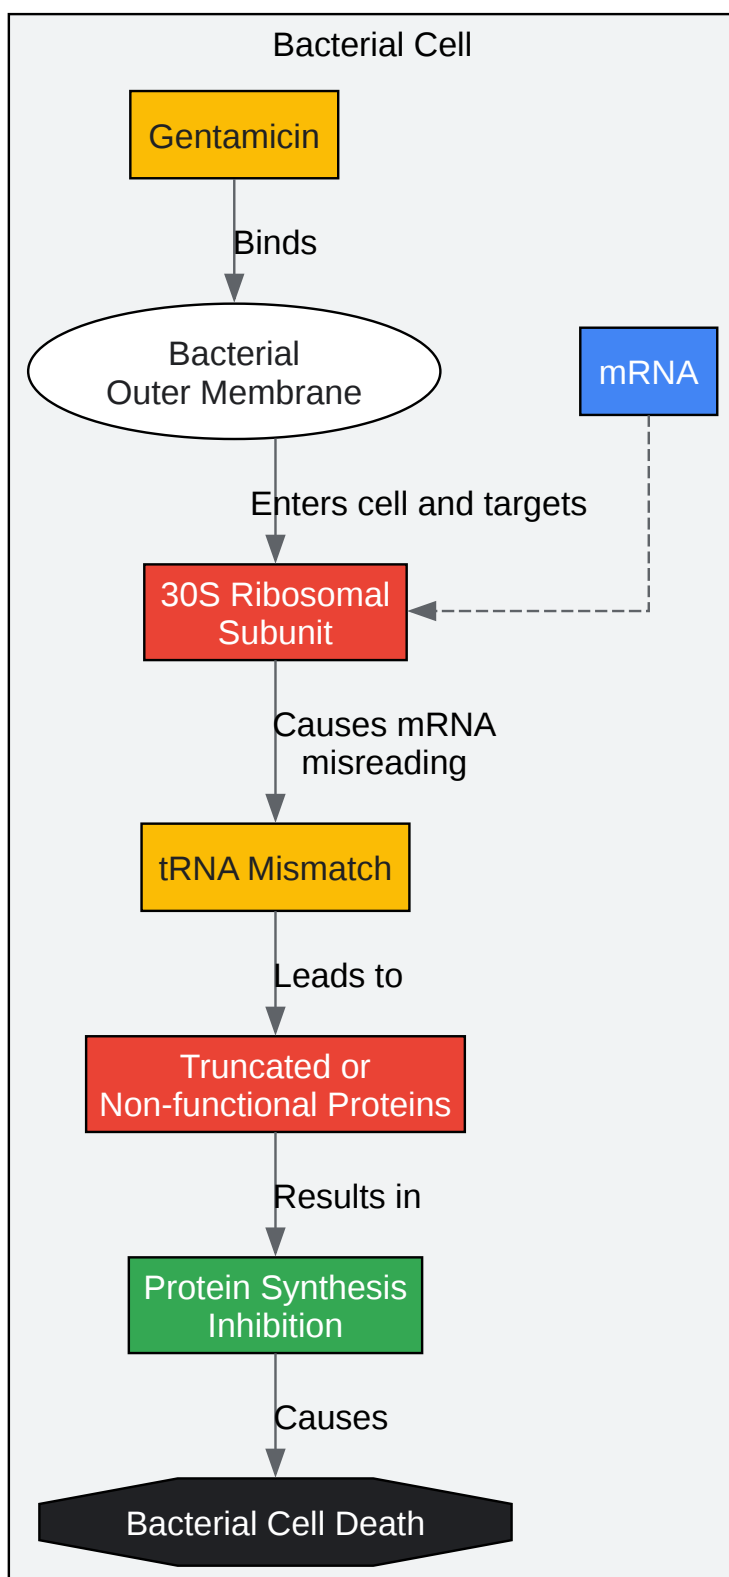 Bacterial Cell
Gentamicin
Binds
Bacterial
Outer Membrane
mRNA
Enters cell and targets
30S Ribosomal
Subunit
Causes mRNA
misreading
tRNA Mismatch
Leads to
Truncated or
Non-functional Proteins
Results in
Protein Synthesis
Inhibition
Causes
Bacterial Cell Death